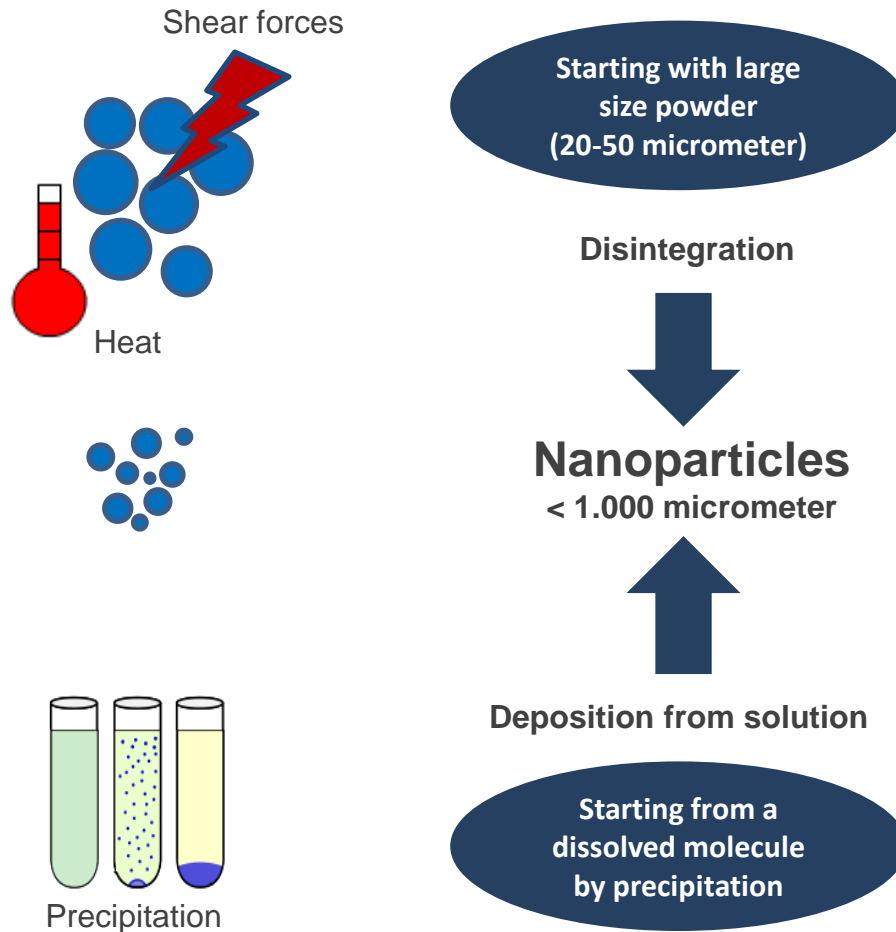 Shear forces
Starting with large
size powder
(20-50 micrometer)
Disintegration
Heat
Nanoparticles
< 1.000 micrometer
Deposition from solution
Starting from a
dissolved molecule
by precipitation
Precipitation